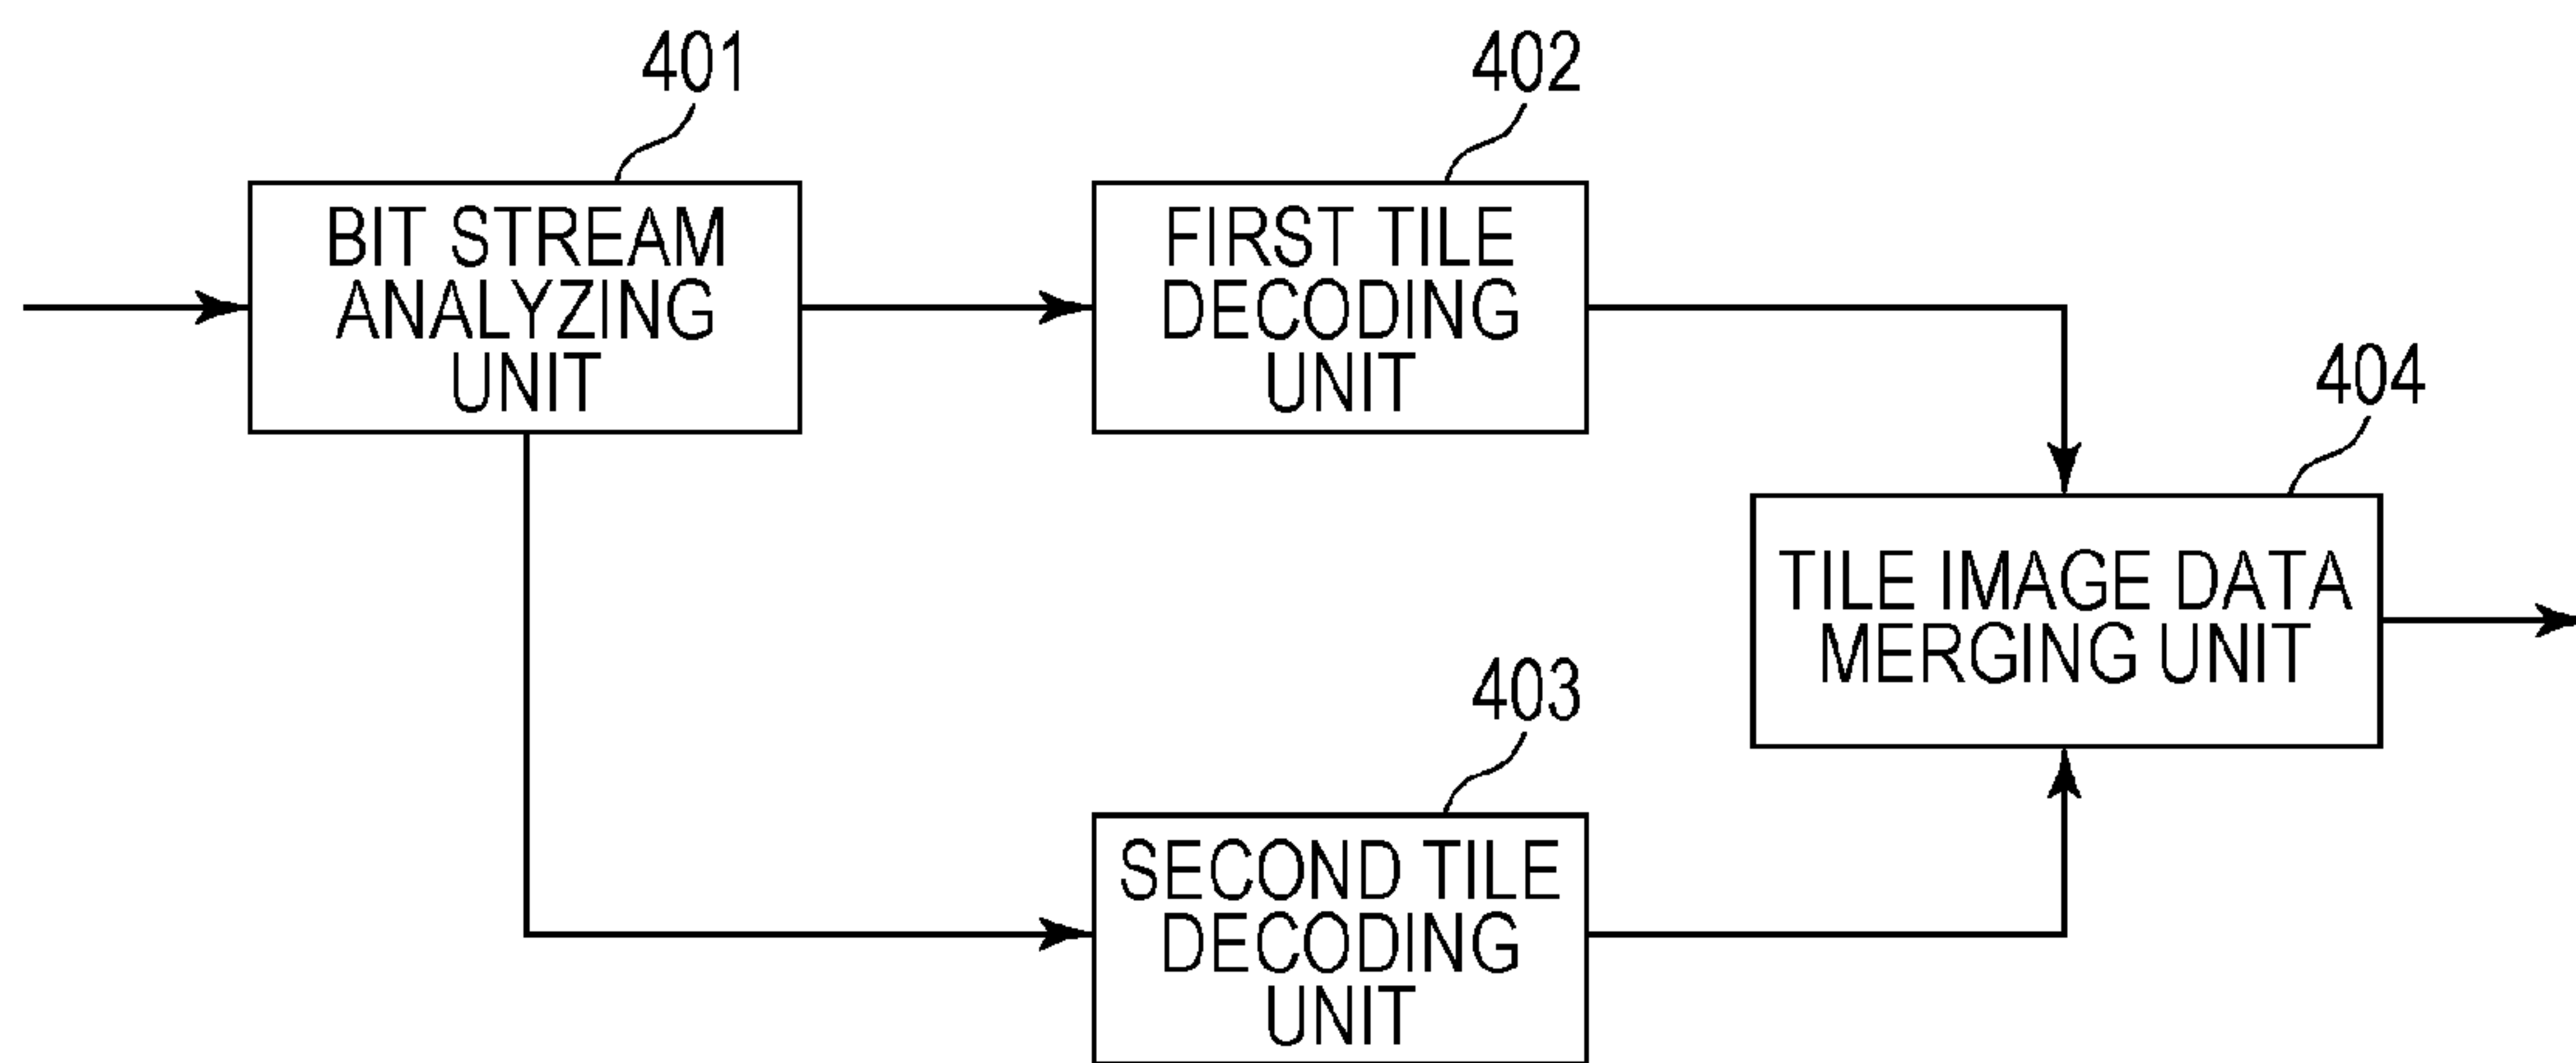 401
BIT STREAM
ANALYZING
UNIT
402
FIRST TILE
DECODING
UNIT
404
TILE IMAGE DATA
MERGING UNIT
403
SECOND TILE
DECODING
UNIT